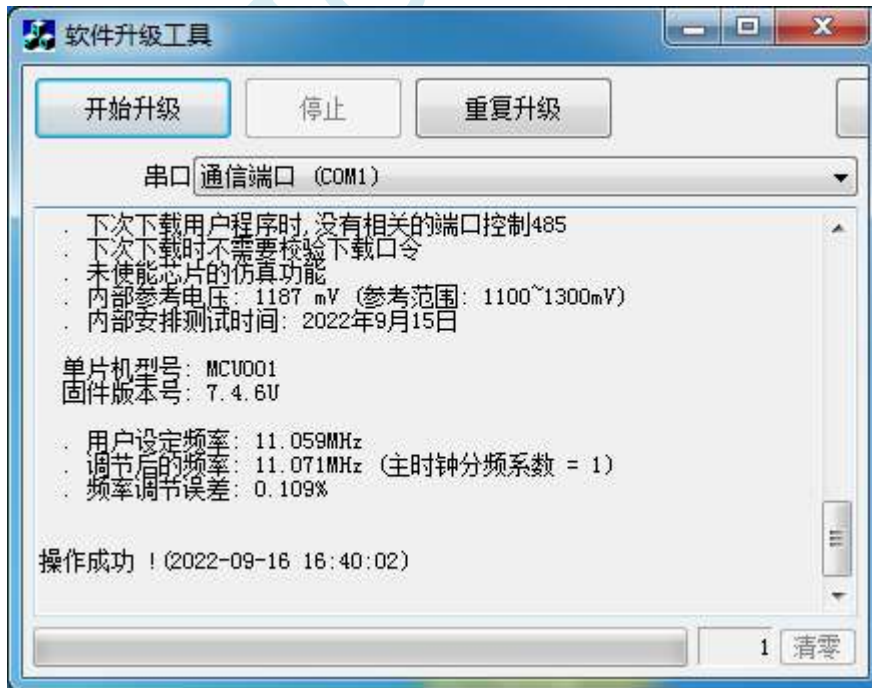 软件升级工具
开始升级
停止
重复升级
串口
通信端口 (COM1)
. 下次下载用户程序时,没有相关的端口控制485
. 下次下载时不需要校验下载口令
. 未使能芯片的仿真功能
. 内部参考电压: 1187 mV (参考范围: 1100~1300mV)
. 内部安排测试时间: 2022年9月15日
单片机型号: MCU001
固件版本号: 7.4.6U
. 用户设定频率: 11.059MHz
. 调节后的频率: 11.071MHz (主时钟分频系数 = 1)
. 频率调节误差: 0.109%
操作成功 !(2022-09-16 16:40:02)
1
清零